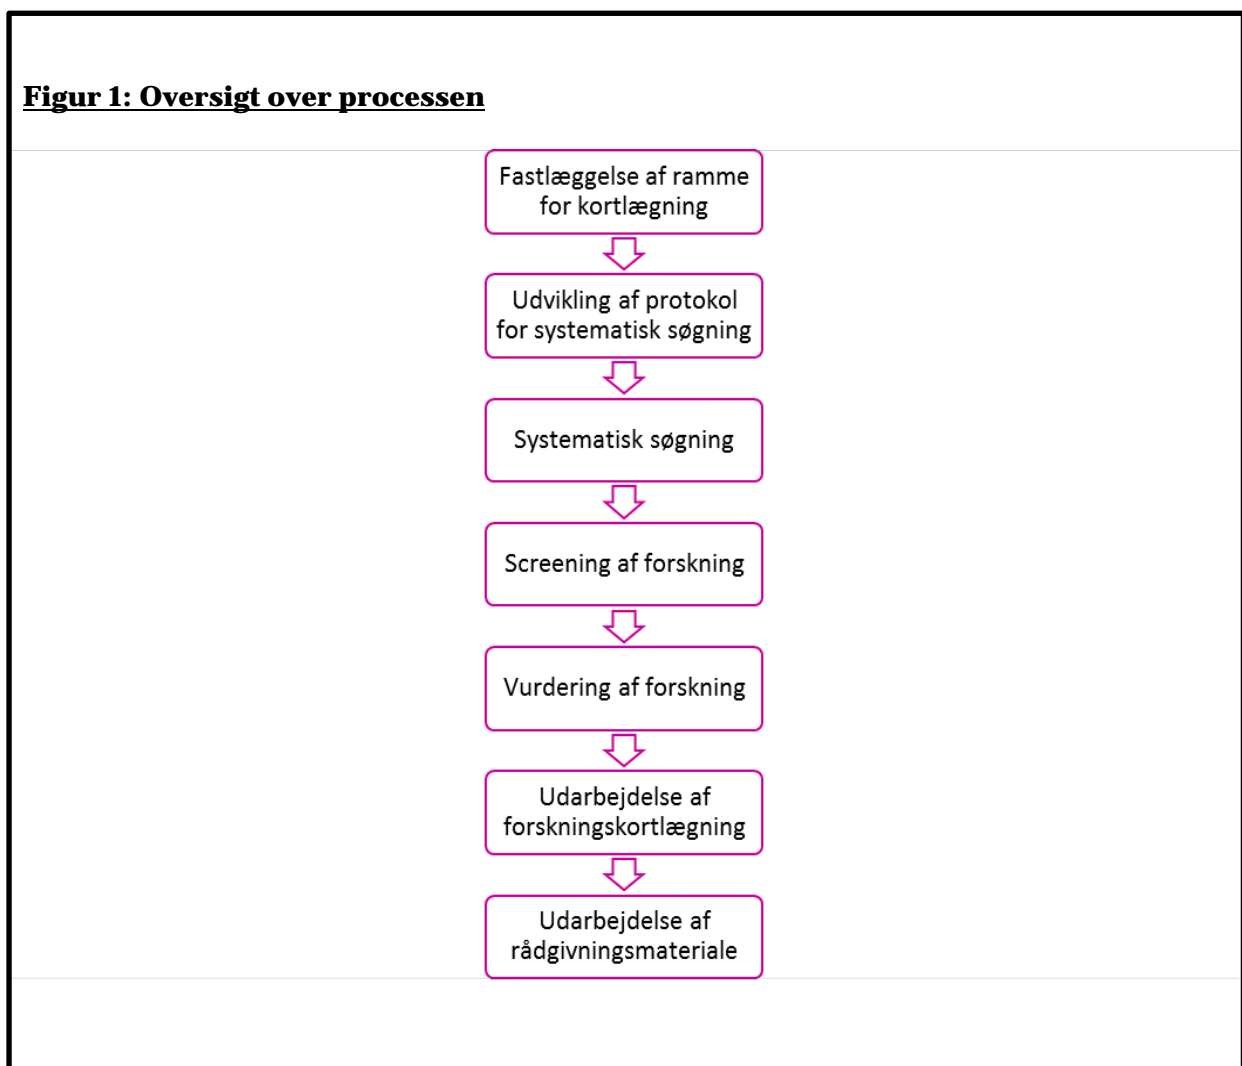 Figur 1: Oversigt over processen
Fastlæggelse af ramme
for kortlægning
Udvikling af protokol
for systematisk søgning
Systematisk søgning
Screening af forskning
Vurdering af forskning
Udarbejdelse af
forskningskortlægning
Udarbejdelse af
rådgivningsmateriale